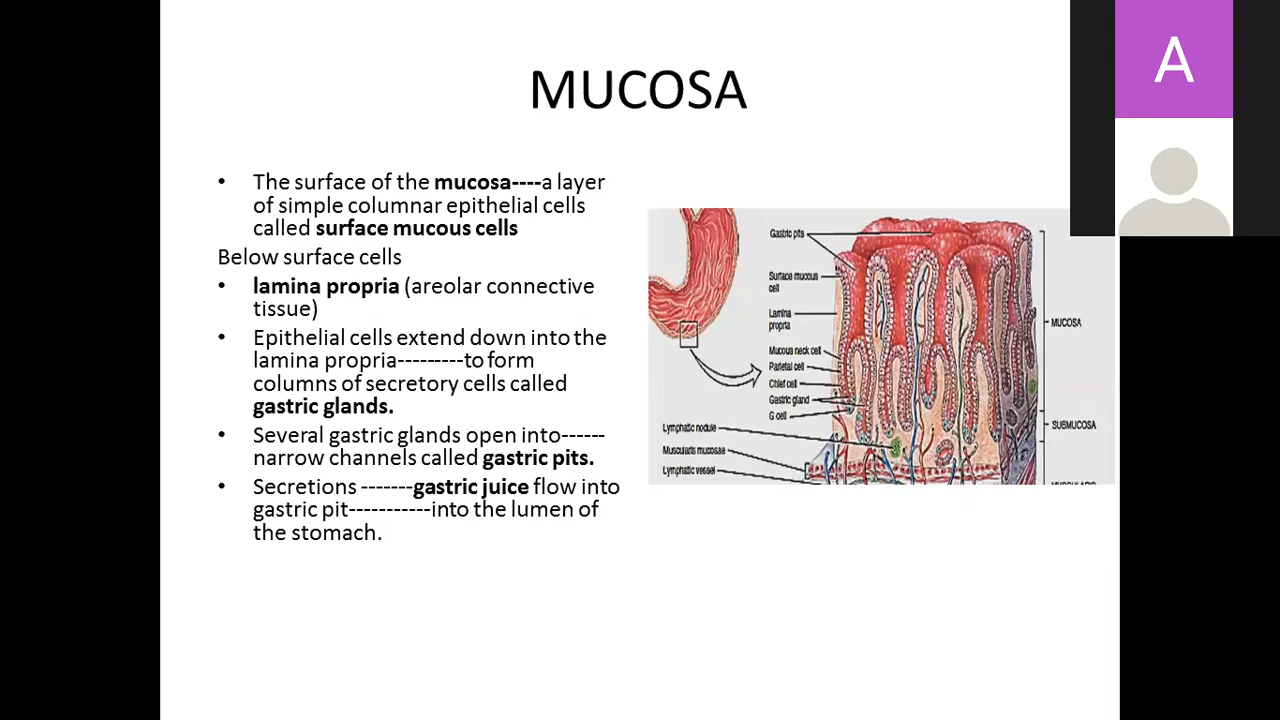 MUCOSA
• The surface of the mucosa----a layer
of simple columnar epithelial cells
called surface mucous cells
Below surface cells
• lamina propria (areolar connective
tissue)
• Epithelial cells extend down into the
lamina propria---------to form
columns of secretory cells called
gastric glands.
• Several gastric glands open into------
narrow channels called gastric pits.
• Secretions -------gastric juice flow into
gastric pit-----------into the lumen of
the stomach.
Gastric pits
Surface mucous
cell
Lamina
propria
Mucous neck cell
Parietal cell
Chief cell
Gastric gland
G cell
Lymphatic nodule
Muscularis mucosae
Lymphatic vessel
MUCOSA
SUBMUCOSA
A